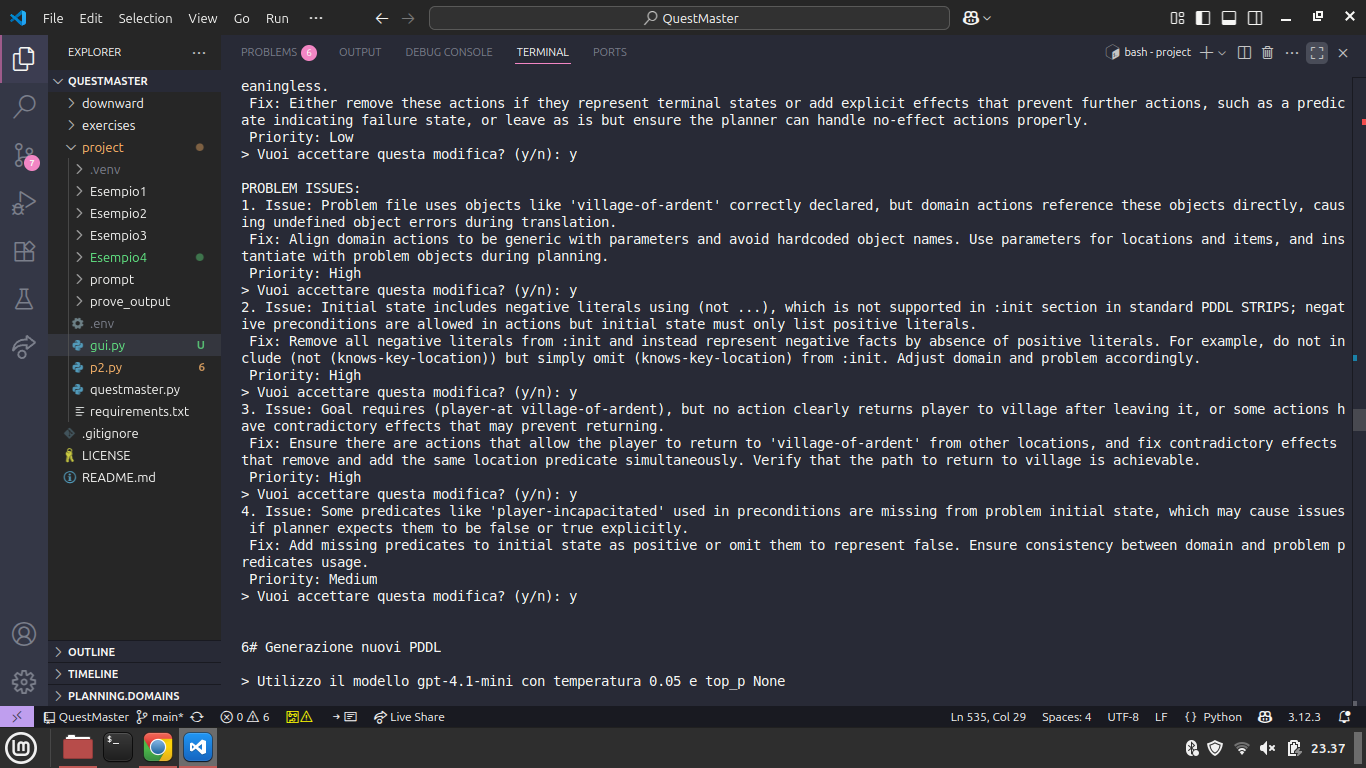 File Edit Selection View Go Run ··· QuestMaster
EXPLORER ···
QUESTMASTER
downward
exercises
project
.venv
Esempio1
Esempio2
Esempio3
Esempio4
prompt
prove_output
.env
gui.py U
p2.py 6
questmaster.py
requirements.txt
.gitignore
LICENSE
README.md
OUTLINE
TIMELINE
PLANNING.DOMAINS
7
PROBLEMS 6 OUTPUT DEBUG CONSOLE TERMINAL PORTS bash - project
eaningless.
Fix: Either remove these actions if they represent terminal states or add explicit effects that prevent further actions, such as a predic
ate indicating failure state, or leave as is but ensure the planner can handle no-effect actions properly.
Priority: Low
> Vuoi accettare questa modifica? (y/n): y
PROBLEM ISSUES:
1. Issue: Problem file uses objects like 'village-of-ardent' correctly declared, but domain actions reference these objects directly, caus
ing undefined object errors during translation.
Fix: Align domain actions to be generic with parameters and avoid hardcoded object names. Use parameters for locations and items, and ins
tantiate with problem objects during planning.
Priority: High
> Vuoi accettare questa modifica? (y/n): y
2. Issue: Initial state includes negative literals using (not ...), which is not supported in :init section in standard PDDL STRIPS; negat
ive preconditions are allowed in actions but initial state must only list positive literals.
Fix: Remove all negative literals from :init and instead represent negative facts by absence of positive literals. For example, do not in
clude (not (knows-key-location)) but simply omit (knows-key-location) from :init. Adjust domain and problem accordingly.
Priority: High
> Vuoi accettare questa modifica? (y/n): y
3. Issue: Goal requires (player-at village-of-ardent), but no action clearly returns player to village after leaving it, or some actions h
ave contradictory effects that may prevent returning.
Fix: Ensure there are actions that allow the player to return to 'village-of-ardent' from other locations, and fix contradictory effects
that remove and add the same location predicate simultaneously. Verify that the path to return to village is achievable.
Priority: High
> Vuoi accettare questa modifica? (y/n): y
4. Issue: Some predicates like 'player-incapacitated' used in preconditions are missing from problem initial state, which may cause issues
if planner expects them to be false or true explicitly.
Fix: Add missing predicates to initial state as positive or omit them to represent false. Ensure consistency between domain and problem p
redicates usage.
Priority: Medium
> Vuoi accettare questa modifica? (y/n): y
6# Generazione nuovi PDDL
> Utilizzo il modello gpt-4.1-mini con temperatura 0.05 e top_p None
QuestMaster main* 0 6 Live Share Ln 535, Col 29 Spaces: 4 UTF-8 LF {} Python 3.12.3
23.37